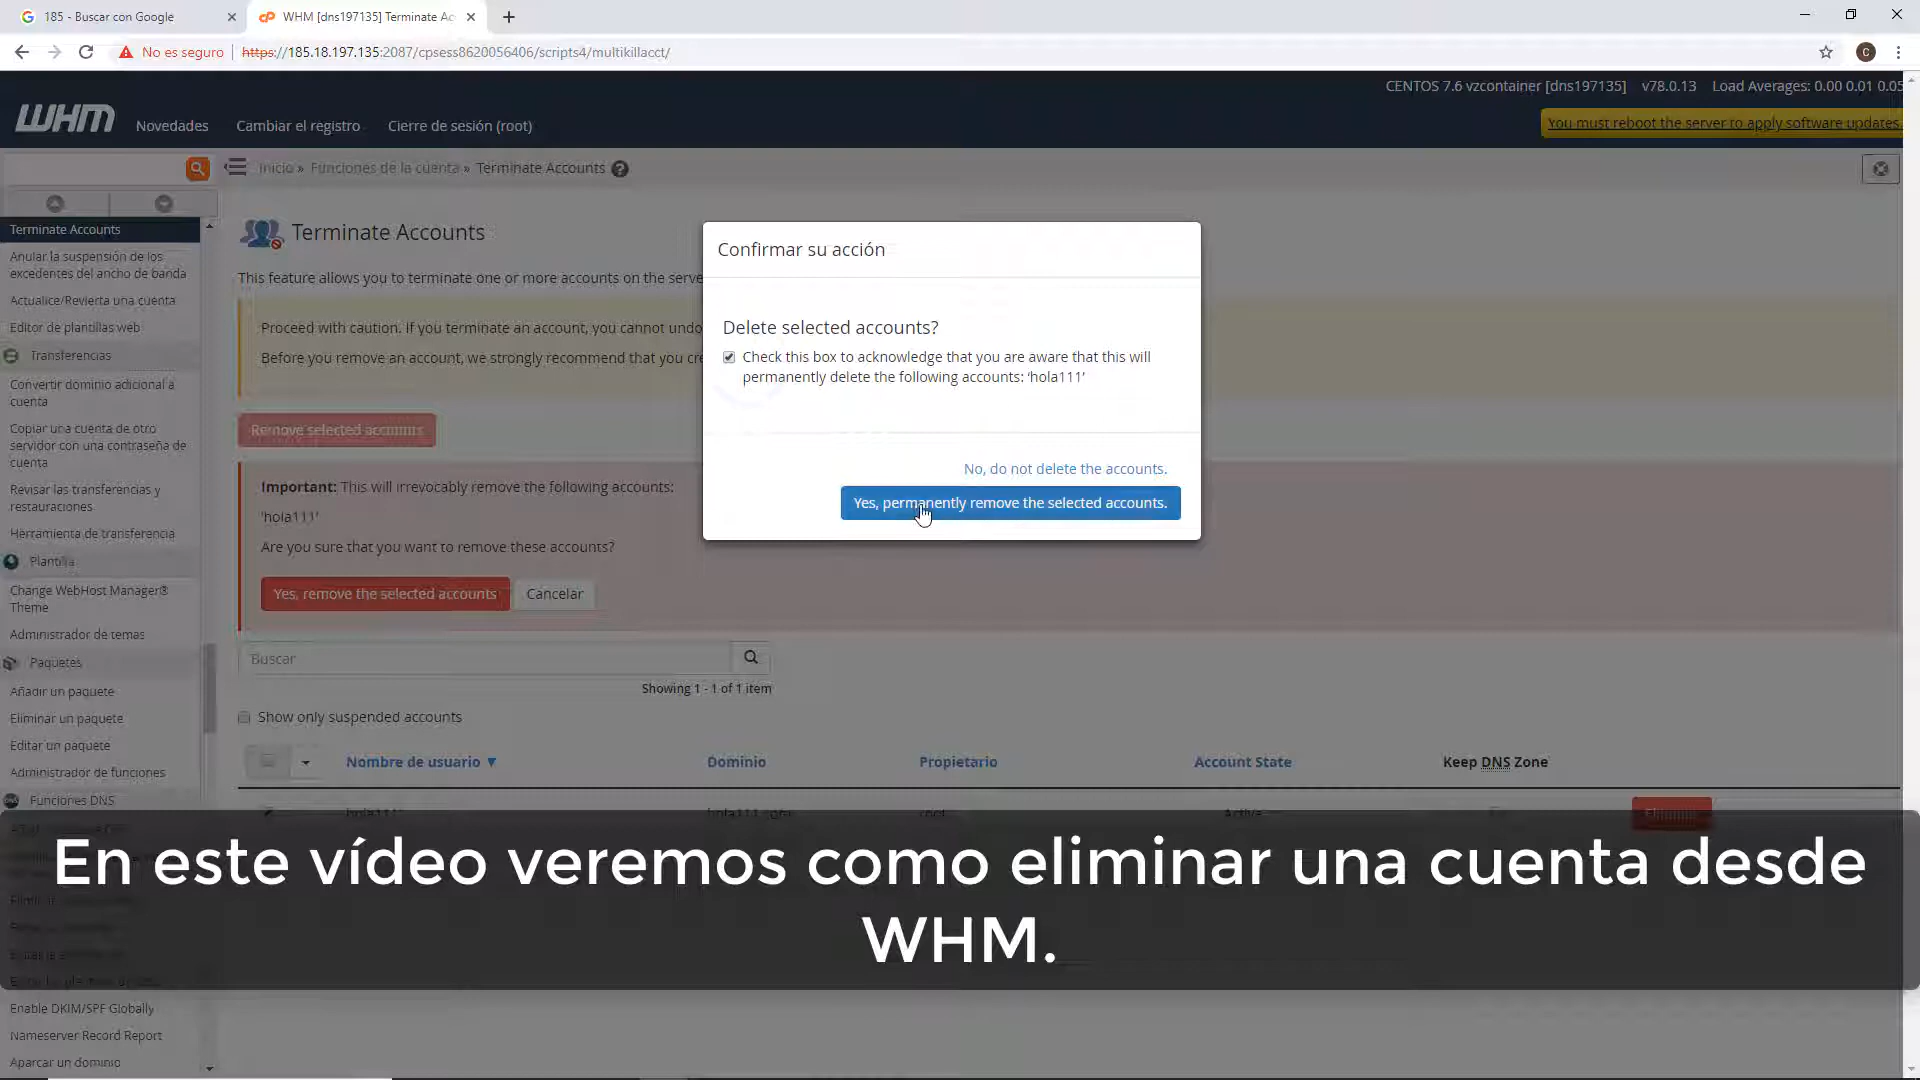 185 - Buscar con Google
WHM [dns197135] Terminate Ac
No es seguro
https://185.18.197.135:2087/cpsess8620056406/scripts4/multikillacct/
CENTOS 7.6 vzcontainer [dns197135] v78.0.13 Load Averages: 0.00 0.01 0.05
WHM
Novedades
Cambiar el registro
Cierre de sesión (root)
You must reboot the server to apply software updates.
Inicio » Funciones de la cuenta » Terminate Accounts
Terminate Accounts
Anular la suspensión de los
excedentes del ancho de banda
Actualice/Revierta una cuenta
Editor de plantillas web
Transferencias
Convertir dominio adicional a
cuenta
Copiar una cuenta de otro
servidor con una contraseña de
cuenta
Revisar las transferencias y
restauraciones
Herramienta de transferencia
Plantilla
Change WebHost Manager®
Theme
Administrador de temas
Paquetes
Añadir un paquete
Eliminar un paquete
Editar un paquete
Administrador de funciones
Funciones DNS
Enable DKIM/SPF Globally
Nameserver Record Report
Aparcar un dominio
Terminate Accounts
This feature allows you to terminate one or more accounts on the serve
Proceed with caution. If you terminate an account, you cannot undo
Before you remove an account, we strongly recommend that you cre
Remove selected accounts
Important: This will irrevocably remove the following accounts:
'hola111'
Are you sure that you want to remove these accounts?
Yes, remove the selected accounts
Cancelar
Buscar
Showing 1 - 1 of 1 item
Show only suspended accounts
Nombre de usuario ▼
Dominio
Propietario
Account State
Keep DNS Zone
Confirmar su acción
Delete selected accounts?
Check this box to acknowledge that you are aware that this will
permanently delete the following accounts: 'hola111'
No, do not delete the accounts.
Yes, permanently remove the selected accounts.
En este vídeo veremos como eliminar una cuenta desde
WHM.